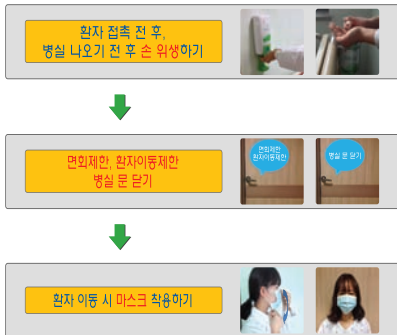 환자 접촉 전 후,
병실 나오기 전 후 손 위생하기
면회제한, 환자이동제한
병실 문 닫기
면회제한
환자이동제한
병실 문 닫기
환자 이동 시 마스크 착용하기